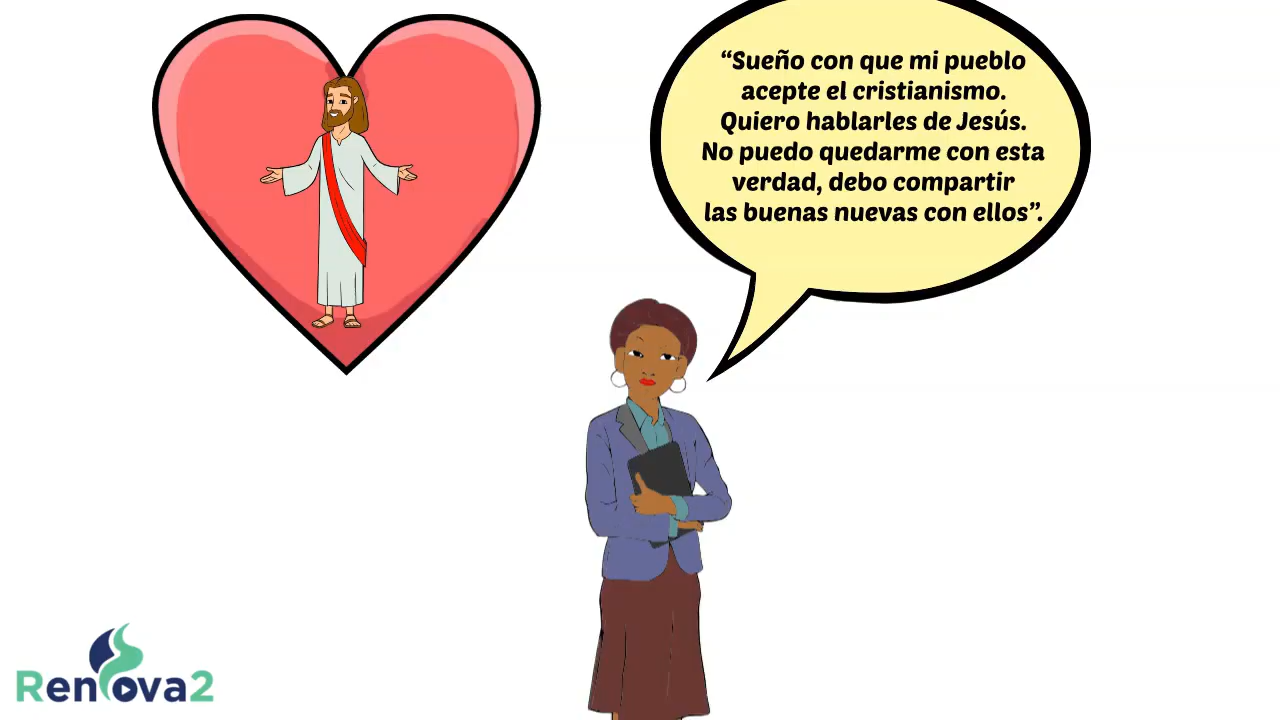 “Sueño con que mi pueblo
acepte el cristianismo.
Quiero hablarles de Jesús.
No puedo quedarme con esta
verdad, debo compartir
las buenas nuevas con ellos”.
Renova2